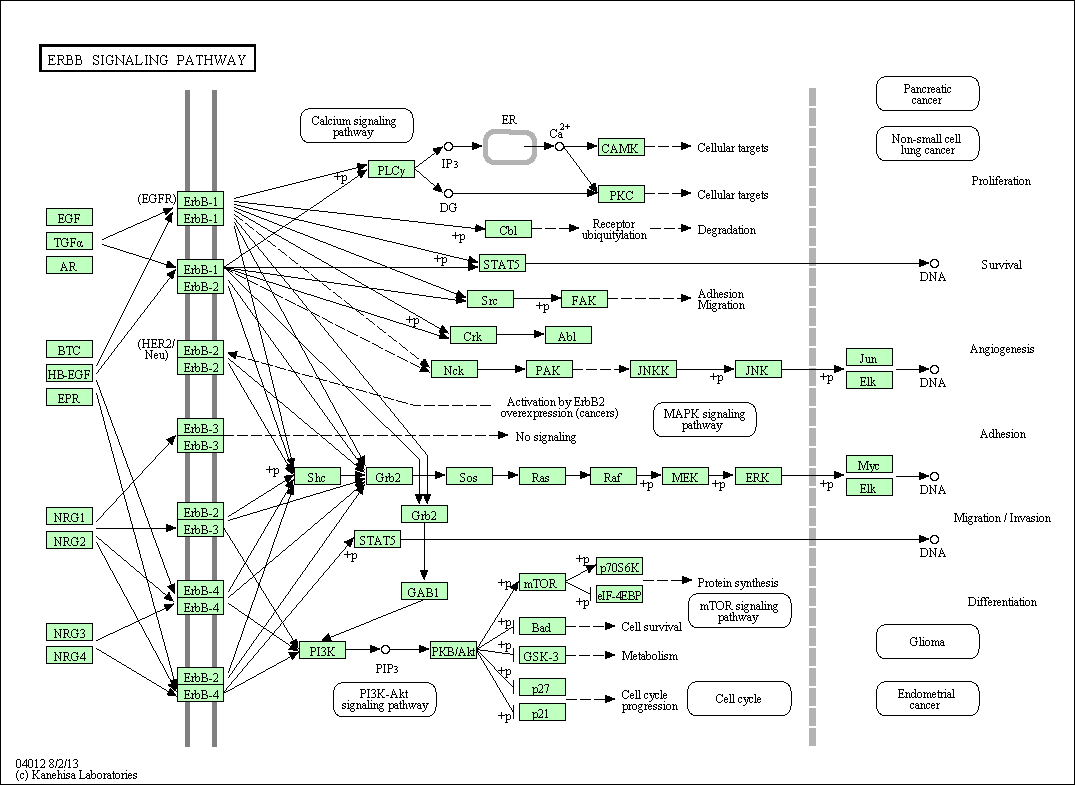 ERBB SIGNALING PATHWAY
Pancreatic
cancer
Calcium signaling
pathway
ER
Ca2+
Non-small cell
lung cancer
CAMK
Cellular targets
IP3
+p
PLCγ
Proliferation
DG
PKC
Cellular targets
(EGFR)
ErbB-1
ErbB-1
EGF
TGFα
AR
+p
Cbl
Receptor
ubiquitylation
Degradation
ErbB-1
ErbB-2
+p
STAT5
DNA
Survival
Src
+p
FAK
Adhesion
Migration
+p
Crk
Abl
(HER2/
Neu)
ErbB-2
ErbB-2
BTC
HB-EGF
EPR
Nck
PAK
JNKK
+p
JNK
+p
Jun
Elk
DNA
Angiogenesis
Activation by ErbB2
overexpression (cancers)
MAPK signaling
pathway
ErbB-3
ErbB-3
No signaling
Adhesion
+p
Shc
Grb2
Sos
Ras
Raf
+p
MEK
+p
ERK
+p
Myc
Elk
DNA
NRG1
NRG2
ErbB-2
ErbB-3
Grb2
Migration / Invasion
+p
STAT5
DNA
ErbB-4
ErbB-4
GAB1
+p
mTOR
+p
p70S6K
+p
eIF-4EBP
Protein synthesis
mTOR signaling
pathway
Differentiation
NRG3
NRG4
+p
Bad
Cell survival
Glioma
PI3K
PIP3
PKB/Akt
+p
GSK-3
Metabolism
ErbB-2
ErbB-4
PI3K-Akt
signaling pathway
+p
p27
+p
p21
Cell cycle
progression
Cell cycle
Endometrial
cancer
04012 8/2/13
(c) Kanehisa Laboratories